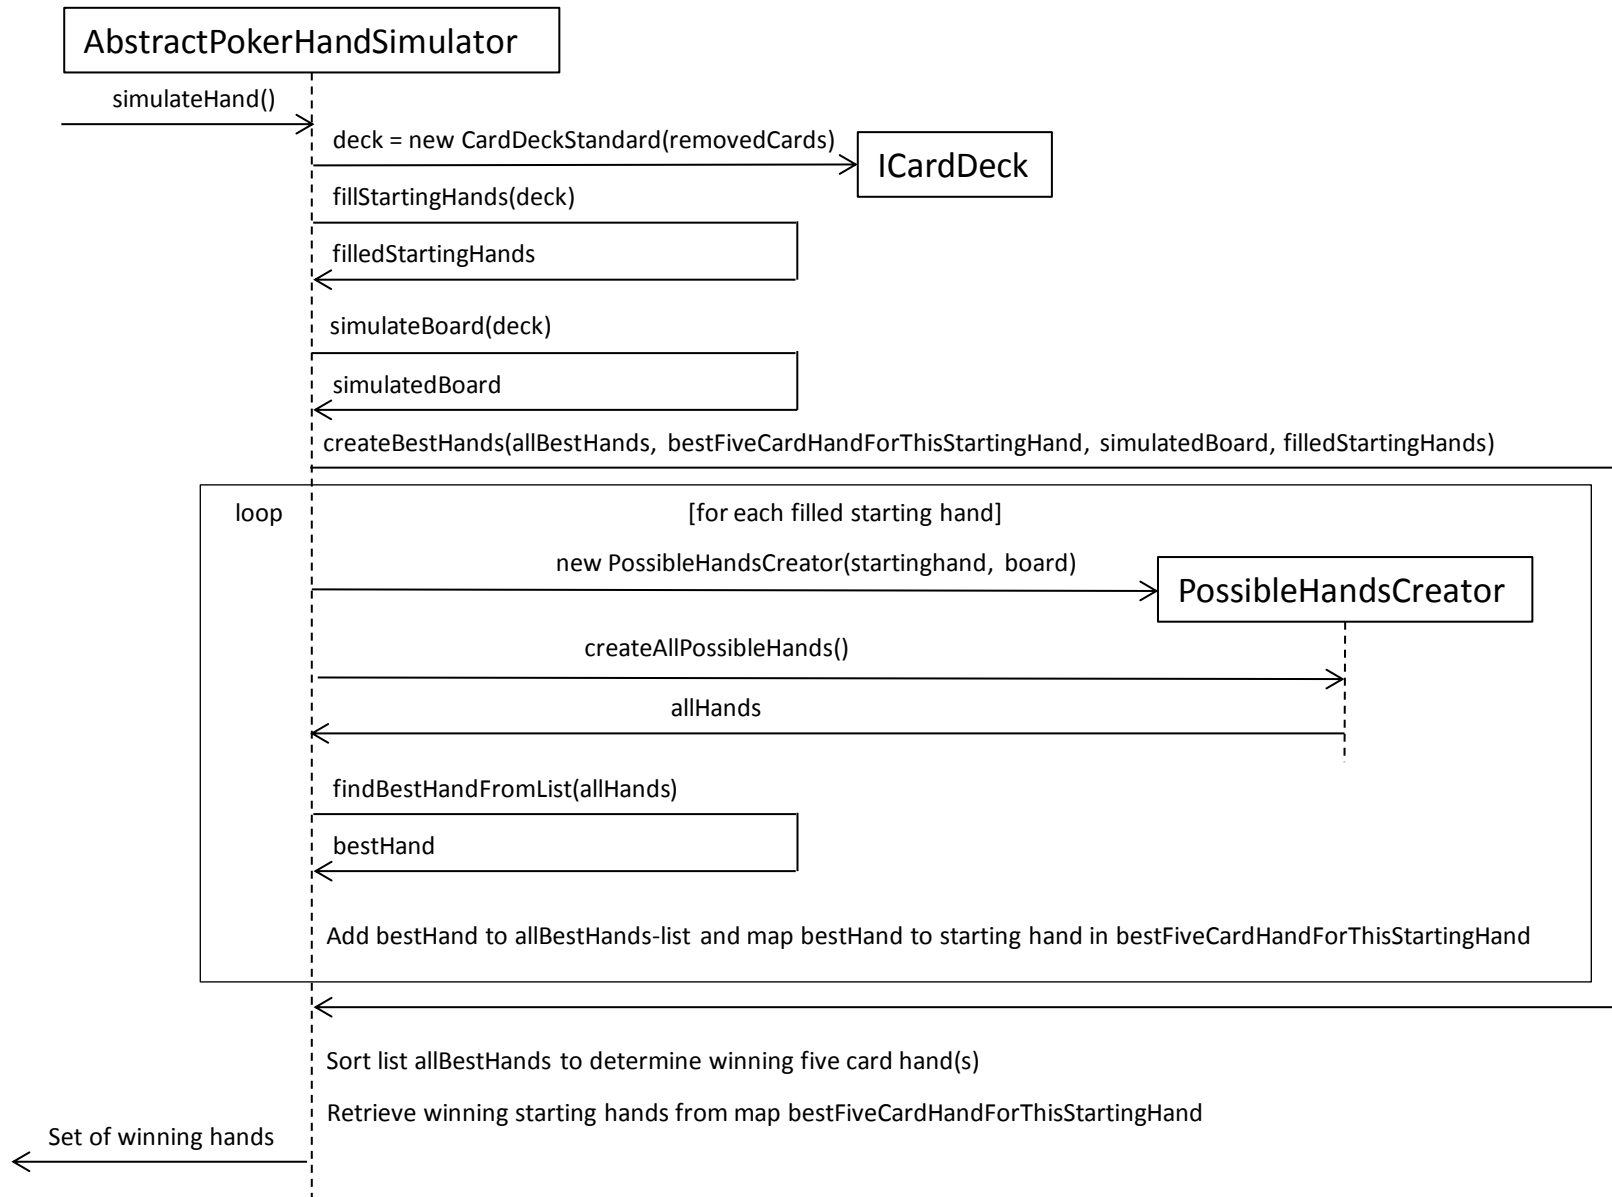 AbstractPokerHandSimulator
simulateHand()
deck = new CardDeckStandard(removedCards)
ICardDeck
fillStartingHands(deck)
filledStartingHands
simulateBoard(deck)
simulatedBoard
createBestHands(allBestHands, bestFiveCardHandForThisStartingHand, simulatedBoard, filledStartingHands)
loop
[for each filled starting hand]
new PossibleHandsCreator(startinghand, board)
PossibleHandsCreator
createAllPossibleHands()
allHands
findBestHandFromList(allHands)
bestHand
Add bestHand to allBestHands-list and map bestHand to starting hand in bestFiveCardHandForThisStartingHand
Sort list allBestHands to determine winning five card hand(s)
Retrieve winning starting hands from map bestFiveCardHandForThisStartingHand
Set of winning hands